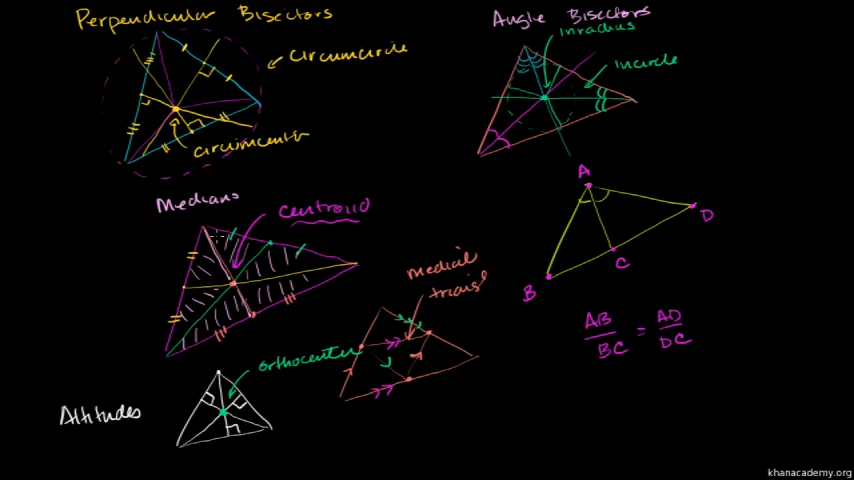 Perpendicular Bisectors
Circumcircle
circumcenter
Angle Bisectors
inradius
Incircle
Medians
centroid
medial
A
B
C
D
AB/BC = AD/DC
orthocenter
Altitudes
khanacademy.org